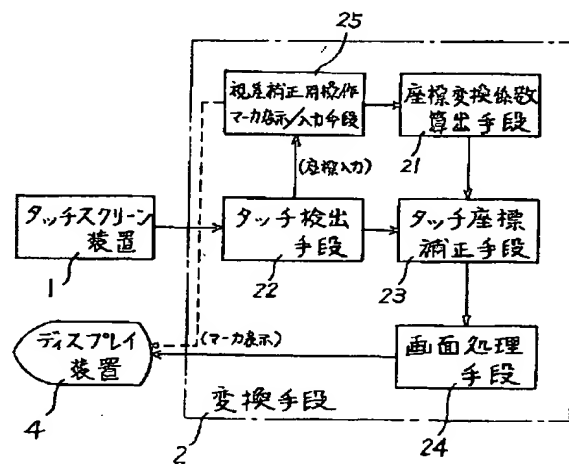 25
視差補正用操作
マーカ表示/入力手段
座標変換係数
算出手段
21
(座標入力)
タッチスクリーン
装置
1
タッチ検出
手段
22
タッチ座標
補正手段
23
(マーカ表示)
ディスプレイ
装置
4
画面処理
手段
24
変換手段
2